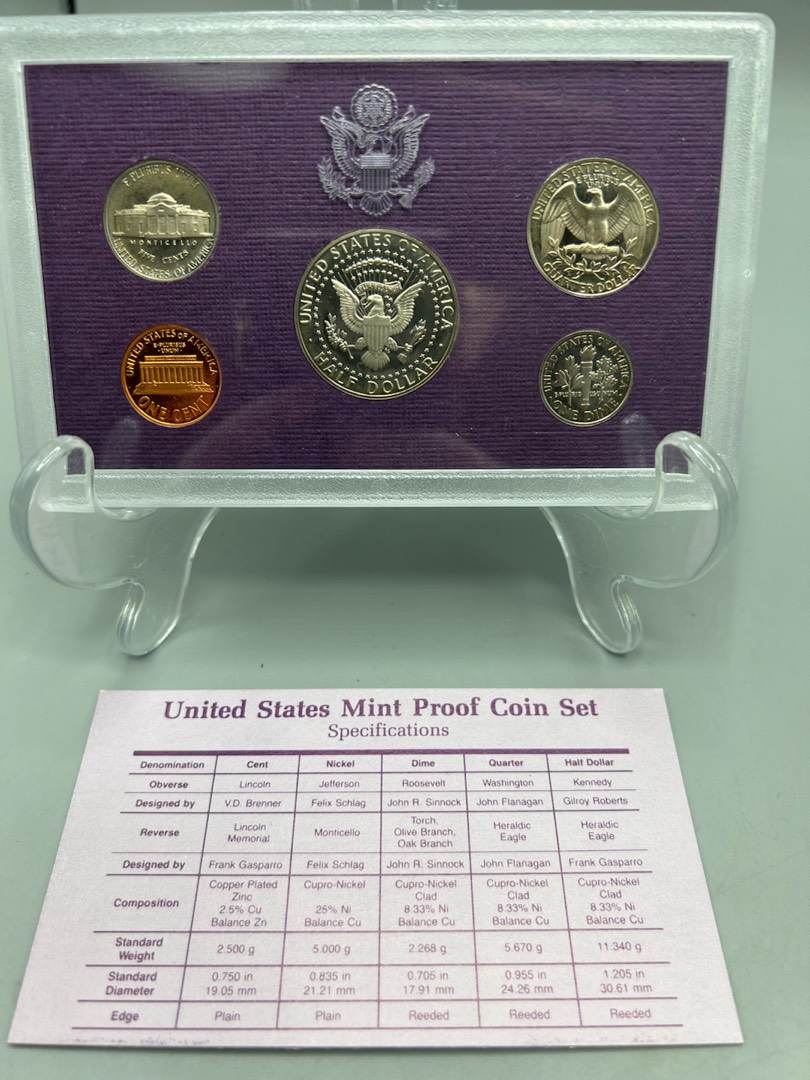 E PLURIBUS UNUM
MONTICELLO
FIVE CENTS
UNITED STATES OF AMERICA
UNITED STATES OF AMERICA
E PLURIBUS
UNUM
QUARTER DOLLAR
UNITED STATES OF AMERICA
HALF DOLLAR
UNITED STATES OF AMERICA
E·PLURIBUS
·UNUM·
ONE CENT
UNITED STATES OF AMERICA
ONE DIME
United States Mint Proof Coin Set
Specifications
Denomination Cent Nickel Dime Quarter Half Dollar
Obverse Lincoln Jefferson Roosevelt Washington Kennedy
Designed by V.D. Brenner Felix Schlag John R. Sinnock John Flanagan Gilroy Roberts
Reverse Lincoln Memorial Monticello Torch, Olive Branch, Oak Branch Heraldic Eagle Heraldic Eagle
Designed by Frank Gasparro Felix Schlag John R. Sinnock John Flanagan Frank Gasparro
Composition Copper Plated Zinc 2.5% Cu Balance Zn Cupro-Nickel 25% Ni Balance Cu Cupro-Nickel Clad 8.33% Ni Balance Cu Cupro-Nickel Clad 8.33% Ni Balance Cu Cupro-Nickel Clad 8.33% Ni Balance Cu
Standard Weight 2.500 g 5.000 g 2.268 g 5.670 g 11.340 g
Standard Diameter 0.750 in 19.05 mm 0.835 in 21.21 mm 0.705 in 17.91 mm 0.955 in 24.26 mm 1.205 in 30.61 mm
Edge Plain Plain Reeded Reeded Reeded